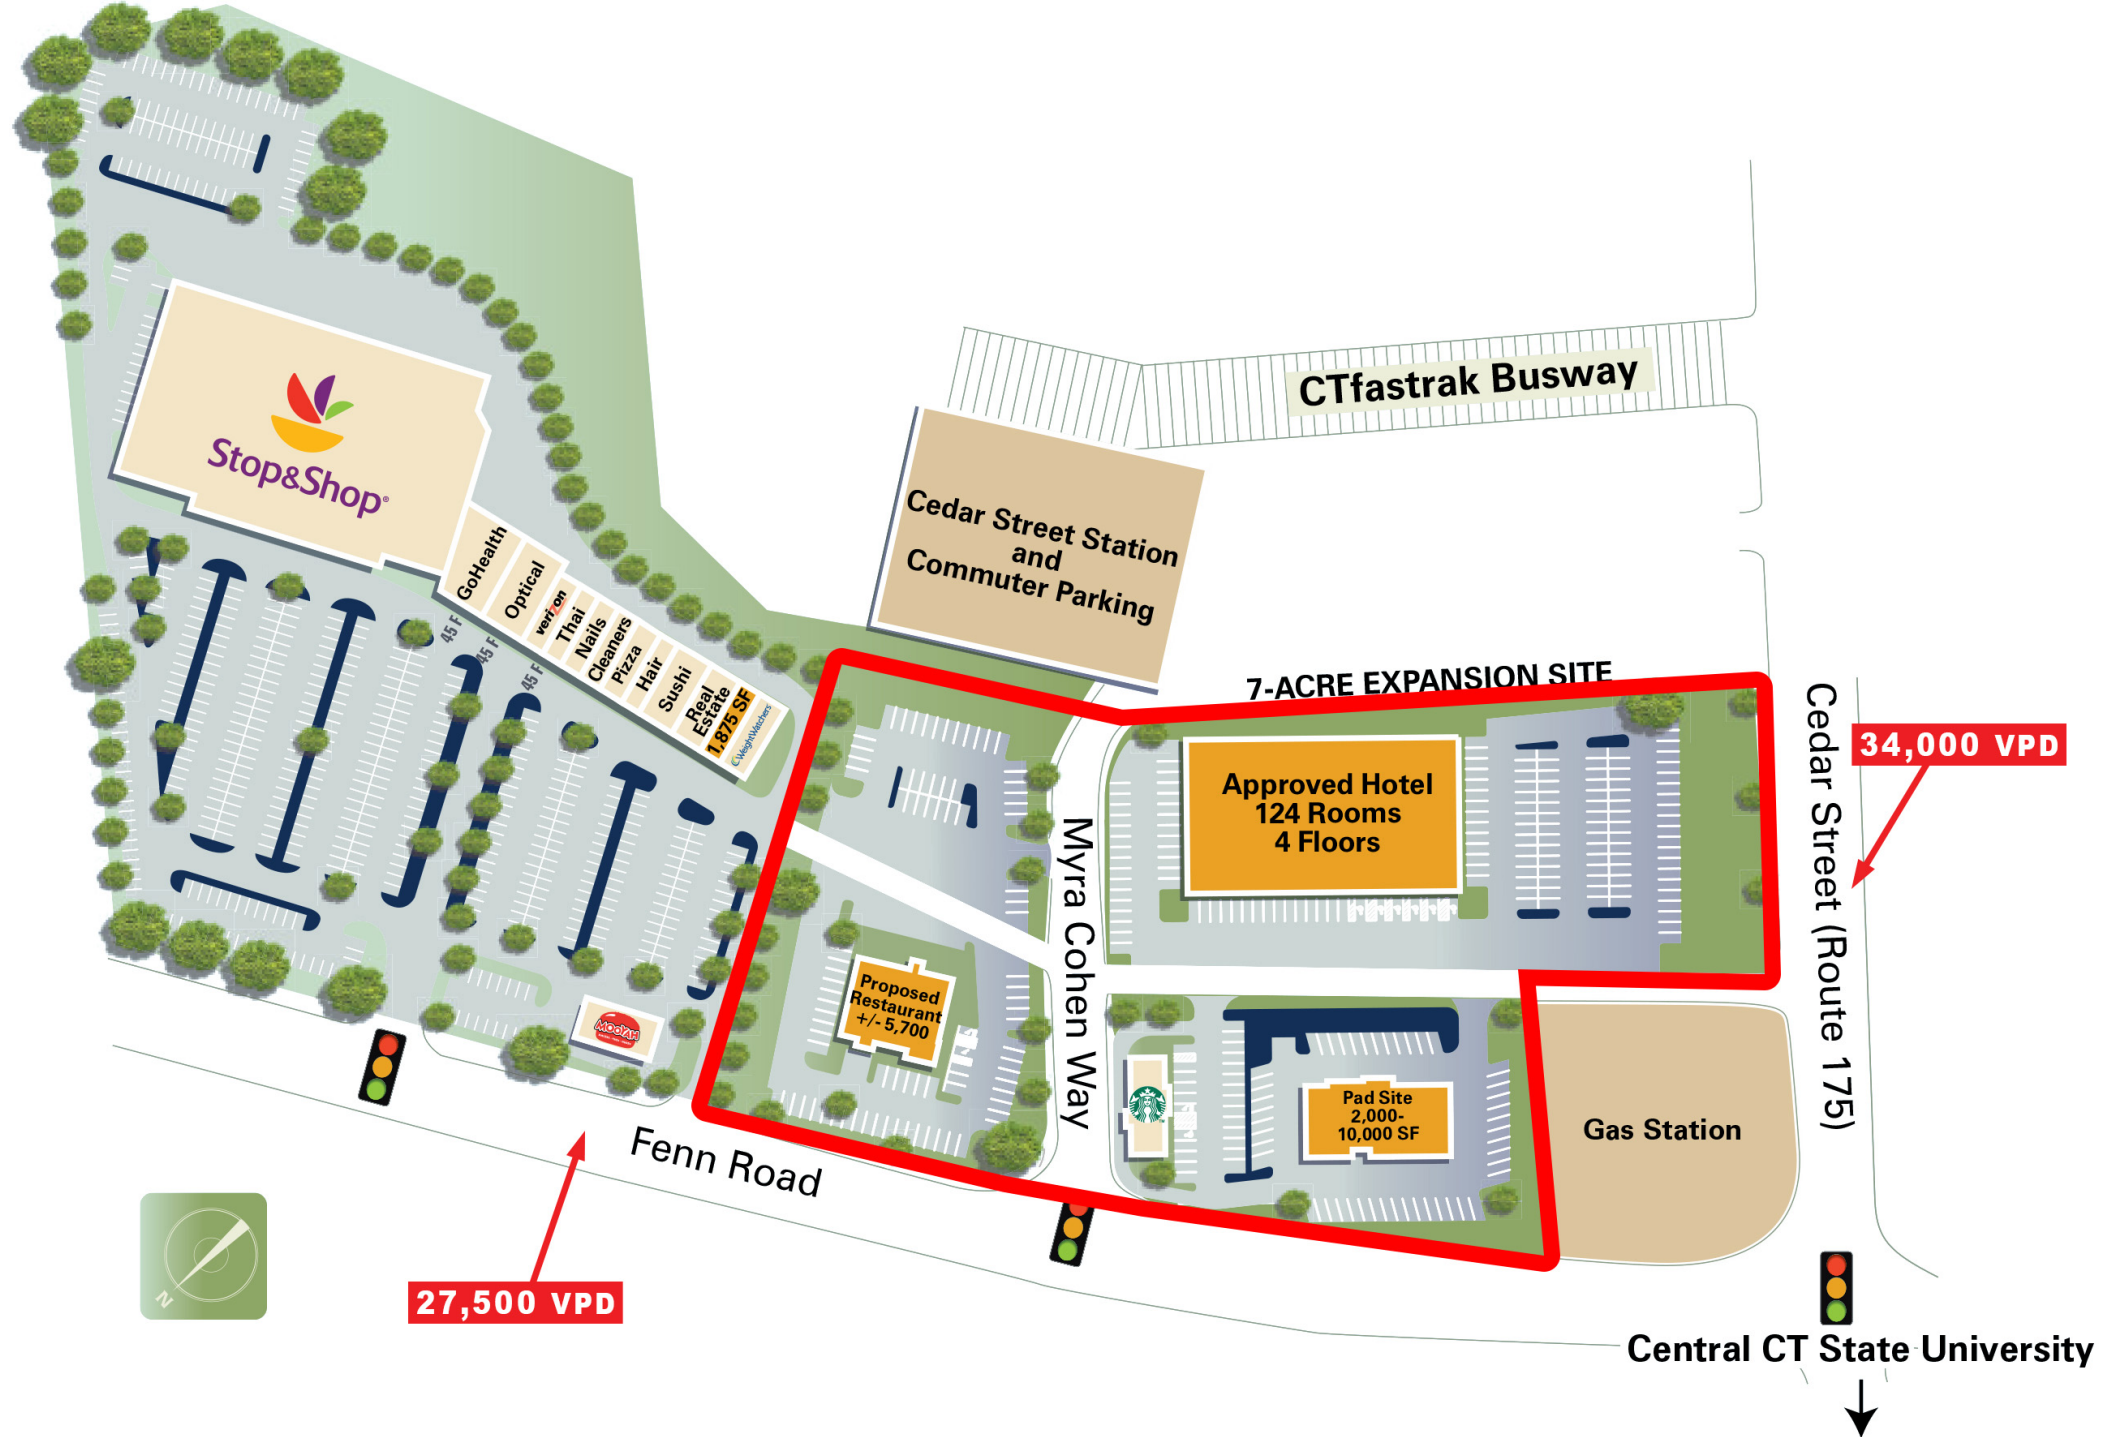 Stop&Shop®
GoHealth
Optical
verizon
Thai
Nails
Cleaners
Pizza
Hair
Sushi
Real
Estate
1,875 SF
WeightWatchers
45 F
45 F
45 F
CTfastrak Busway
Cedar Street Station
and
Commuter Parking
7-ACRE EXPANSION SITE
Approved Hotel
124 Rooms
4 Floors
Cedar Street (Route 175)
34,000 VPD
Myra Cohen Way
Proposed
Restaurant
+/- 5,700
MOOYAH
Pad Site
2,000-
10,000 SF
Gas Station
Fenn Road
27,500 VPD
N
Central CT State University